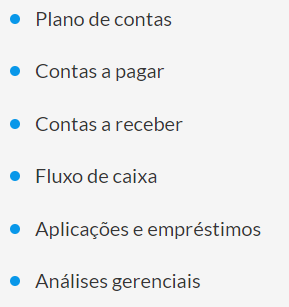 Plano de contas
Contas a pagar
Contas a receber
Fluxo de caixa
Aplicações e empréstimos
Análises gerenciais